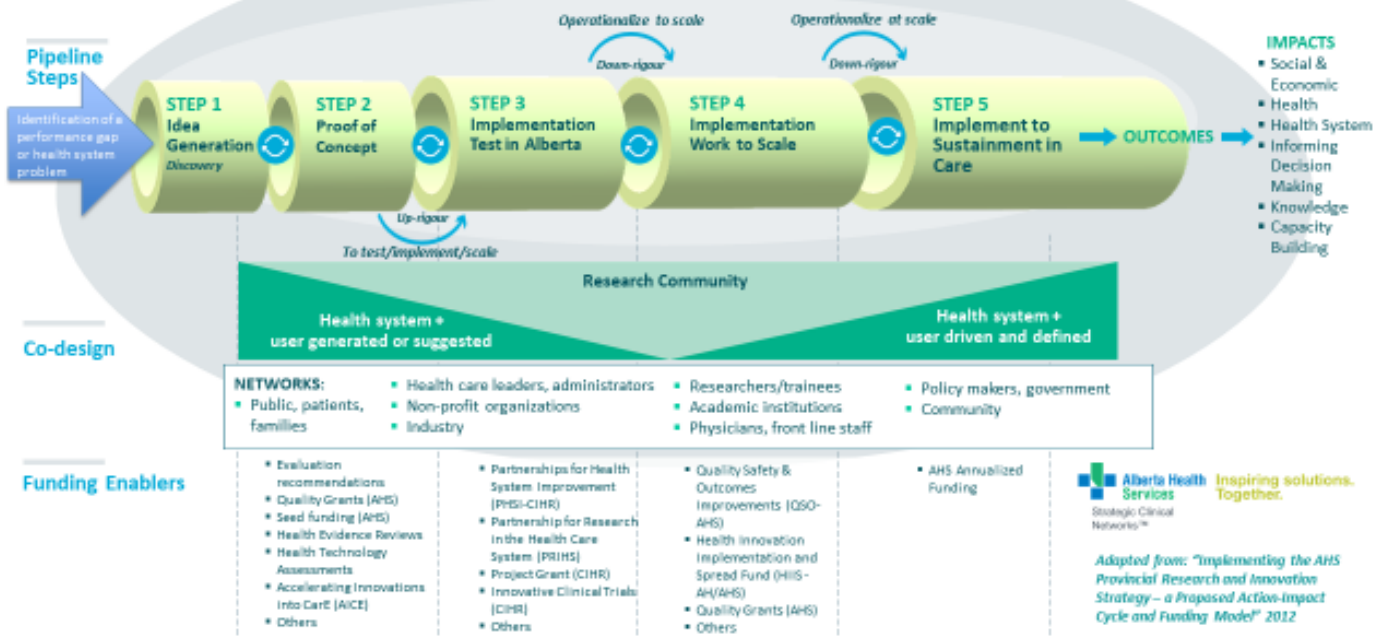 Operationalize to scale
Operationalize at scale
Down-rigour
Down-rigour
Pipeline
Steps
Identification of a
performance gap
or health system
problem
STEP 1
Idea
Generation
Discovery
STEP 2
Proof of
Concept
STEP 3
Implementation
Test in Alberta
STEP 4
Implementation
Work to Scale
STEP 5
Implement to
Sustainment in
Care
OUTCOMES
IMPACTS
▪ Social &
Economic
▪ Health
▪ Health System
▪ Informing
Decision
Making
▪ Knowledge
▪ Capacity
Building
Up-rigour
To test/implement/scale
Research Community
Health system +
user generated or suggested
Health system +
user driven and defined
Co-design
NETWORKS:
▪ Public, patients,
families
▪ Health care leaders, administrators
▪ Non-profit organizations
▪ Industry
▪ Researchers/trainees
▪ Academic institutions
▪ Physicians, front line staff
▪ Policy makers, government
▪ Community
Funding Enablers
* Evaluation
recommendations
* Quality Grants (AHS)
* Seed funding (AHS)
* Health Evidence Reviews
* Health Technology
Assessments
* Accelerating Innovations
into CarE (AICE)
* Others
* Partnerships for Health
System Improvement
(PHSI-CIHR)
* Partnership for Research
in the Health Care
System (PRIHS)
* Project Grant (CIHR)
* Innovative Clinical Trials
(CIHR)
* Others
* Quality Safety &
Outcomes
Improvements (QSO-
AHS)
* Health Innovation
Implementation and
Spread Fund (HIIS-
AH/AHS)
* Quality Grants (AHS)
* Others
* AHS Annualized
Funding
Alberta Health
Services
Strategic Clinical
Networks™
Inspiring solutions.
Together.
Adapted from: "Implementing the AHS
Provincial Research and Innovation
Strategy – a Proposed Action-Impact
Cycle and Funding Model" 2012